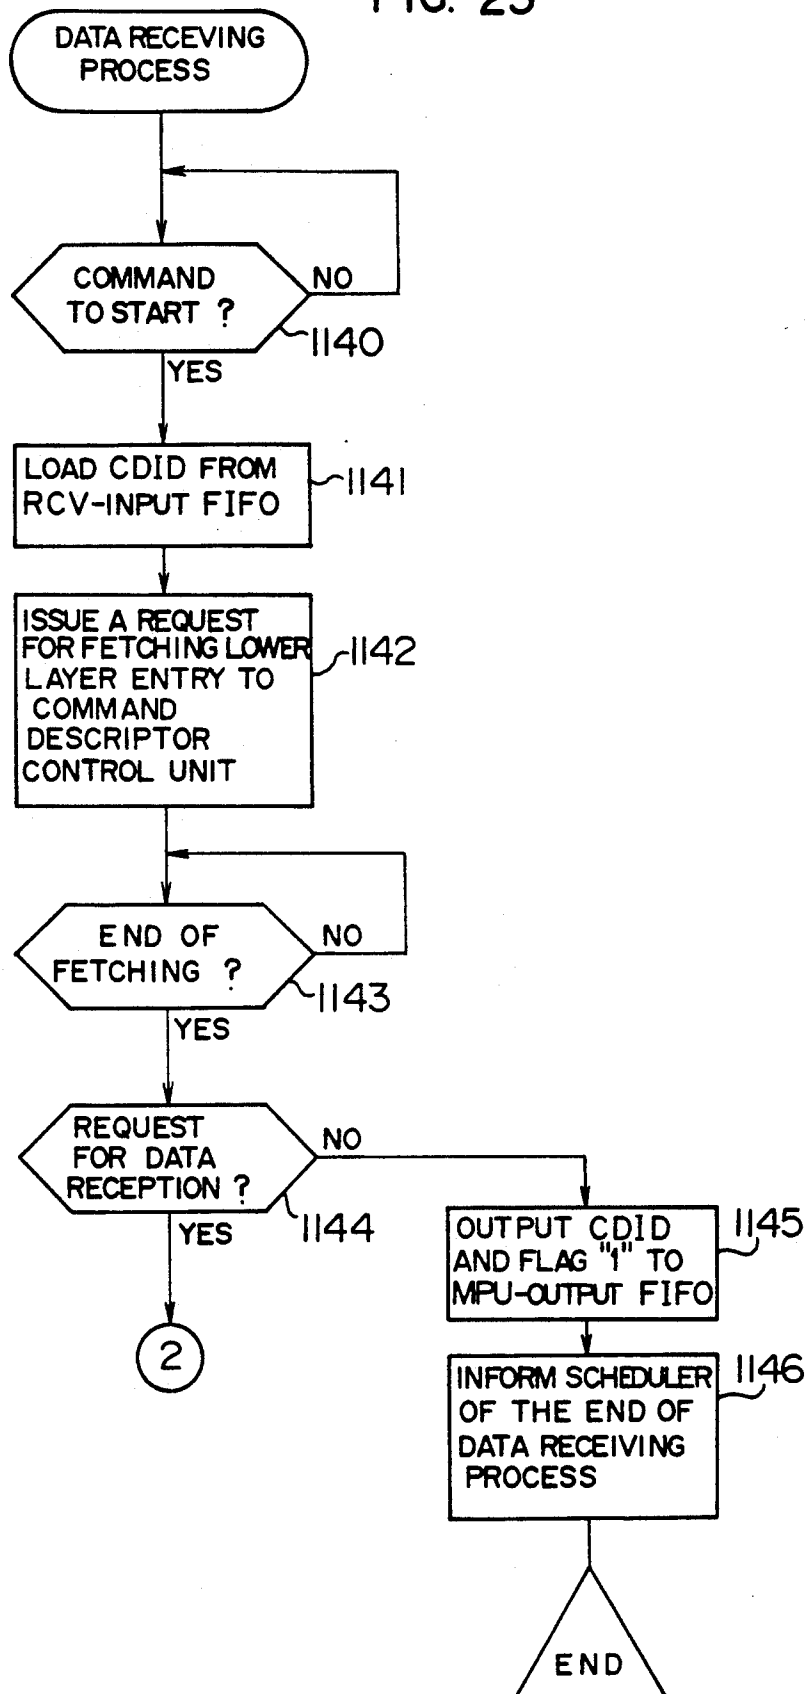 FIG. 23
DATA RECEVING
PROCESS
COMMAND
TO START ?
NO
1140
YES
LOAD CDID FROM
RCV-INPUT FIFO
1141
ISSUE A REQUEST
FOR FETCHING LOWER
LAYER ENTRY TO
COMMAND
DESCRIPTOR
CONTROL UNIT
1142
END OF
FETCHING ?
NO
1143
YES
REQUEST
FOR DATA
RECEPTION ?
NO
1144
YES
2
OUTPUT CDID
AND FLAG "1" TO
MPU-OUTPUT FIFO
1145
INFORM SCHEDULER
OF THE END OF
DATA RECEIVING
PROCESS
1146
END